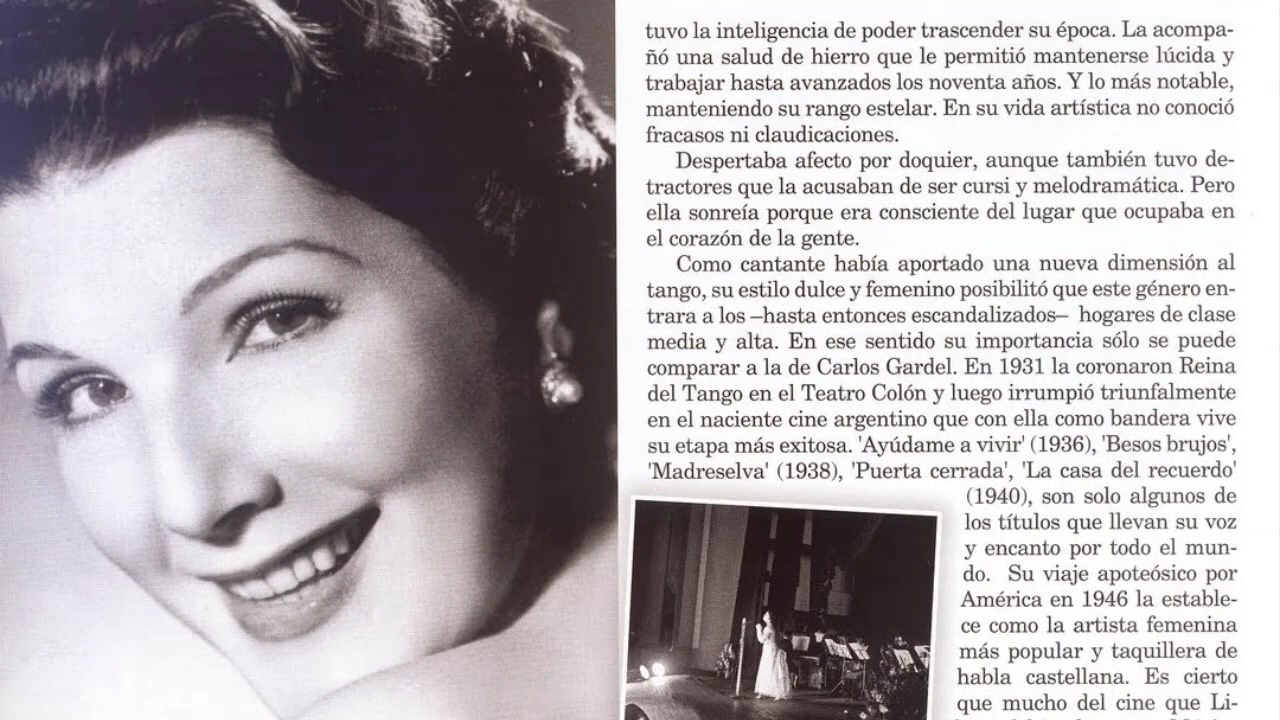 tuvo la inteligencia de poder trascender su época. La acompa-
ñó una salud de hierro que le permitió mantenerse lúcida y
trabajar hasta avanzados los noventa años. Y lo más notable,
manteniendo su rango estelar. En su vida artística no conoció
fracasos ni claudicaciones.
Despertaba afecto por doquier, aunque también tuvo de-
tractores que la acusaban de ser cursi y melodramática. Pero
ella sonreía porque era consciente del lugar que ocupaba en
el corazón de la gente.
Como cantante había aportado una nueva dimensión al
tango, su estilo dulce y femenino posibilitó que este género en-
trara a los –hasta entonces escandalizados– hogares de clase
media y alta. En ese sentido su importancia sólo se puede
comparar a la de Carlos Gardel. En 1931 la coronaron Reina
del Tango en el Teatro Colón y luego irrumpió triunfalmente
en el naciente cine argentino que con ella como bandera vive
su etapa más exitosa. 'Ayúdame a vivir' (1936), 'Besos brujos',
'Madreselva' (1938), 'Puerta cerrada', 'La casa del recuerdo'
(1940), son solo algunos de
los títulos que llevan su voz
y encanto por todo el mun-
do. Su viaje apoteósico por
América en 1946 la estable-
ce como la artista femenina
más popular y taquillera de
habla castellana. Es cierto
que mucho del cine que Li-